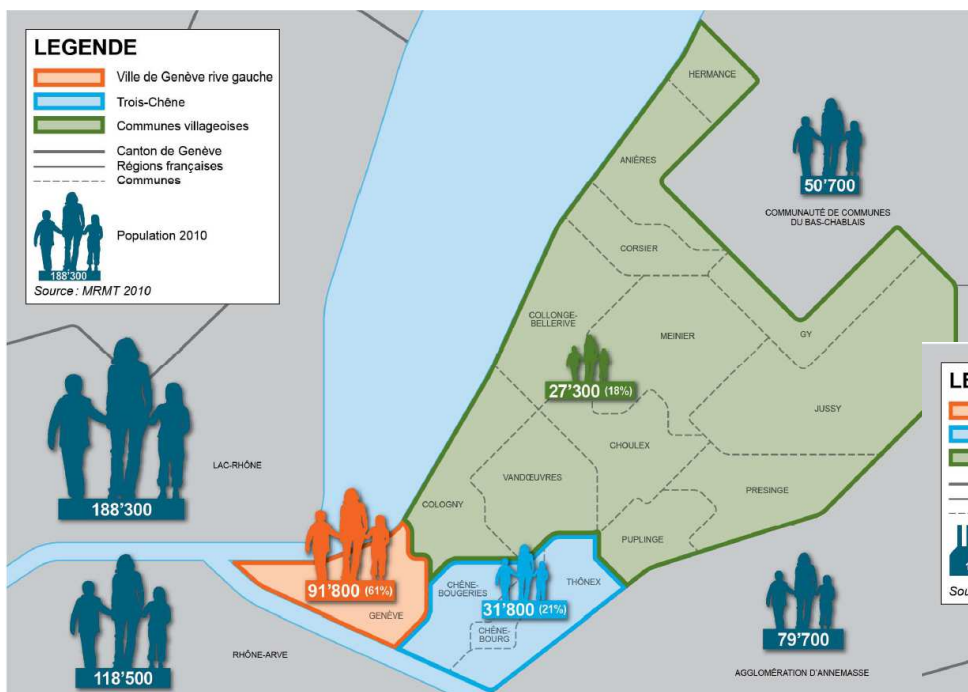 LEGENDE
Ville de Genève rive gauche
Trois-Chêne
Communes villageoises
Canton de Genève
Régions françaises
Communes
Population 2010
188'300
Source : MRMT 2010
HERMANCE
ANIÈRES
50'700
COMMUNAUTÉ DE COMMUNES
DU BAS-CHABLAIS
CORSIER
COLLONGE-
BELLERIVE
MEINIER
GY
27'300 (18%)
JUSSY
CHOULEX
LAC-RHÔNE
VANDŒUVRES
PRESINGE
COLOGNY
188'300
PUPLINGE
91'800 (61%)
CHÊNE-
BOUGERIES
THÔNEX
31'800 (21%)
GENÈVE
CHÊNE-
BOURG
79'700
RHÔNE-ARVE
118'500
AGGLOMÉRATION D'ANNEMASSE